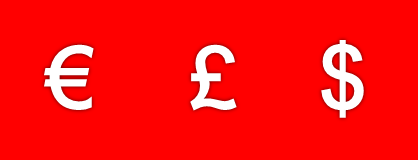 € £ $